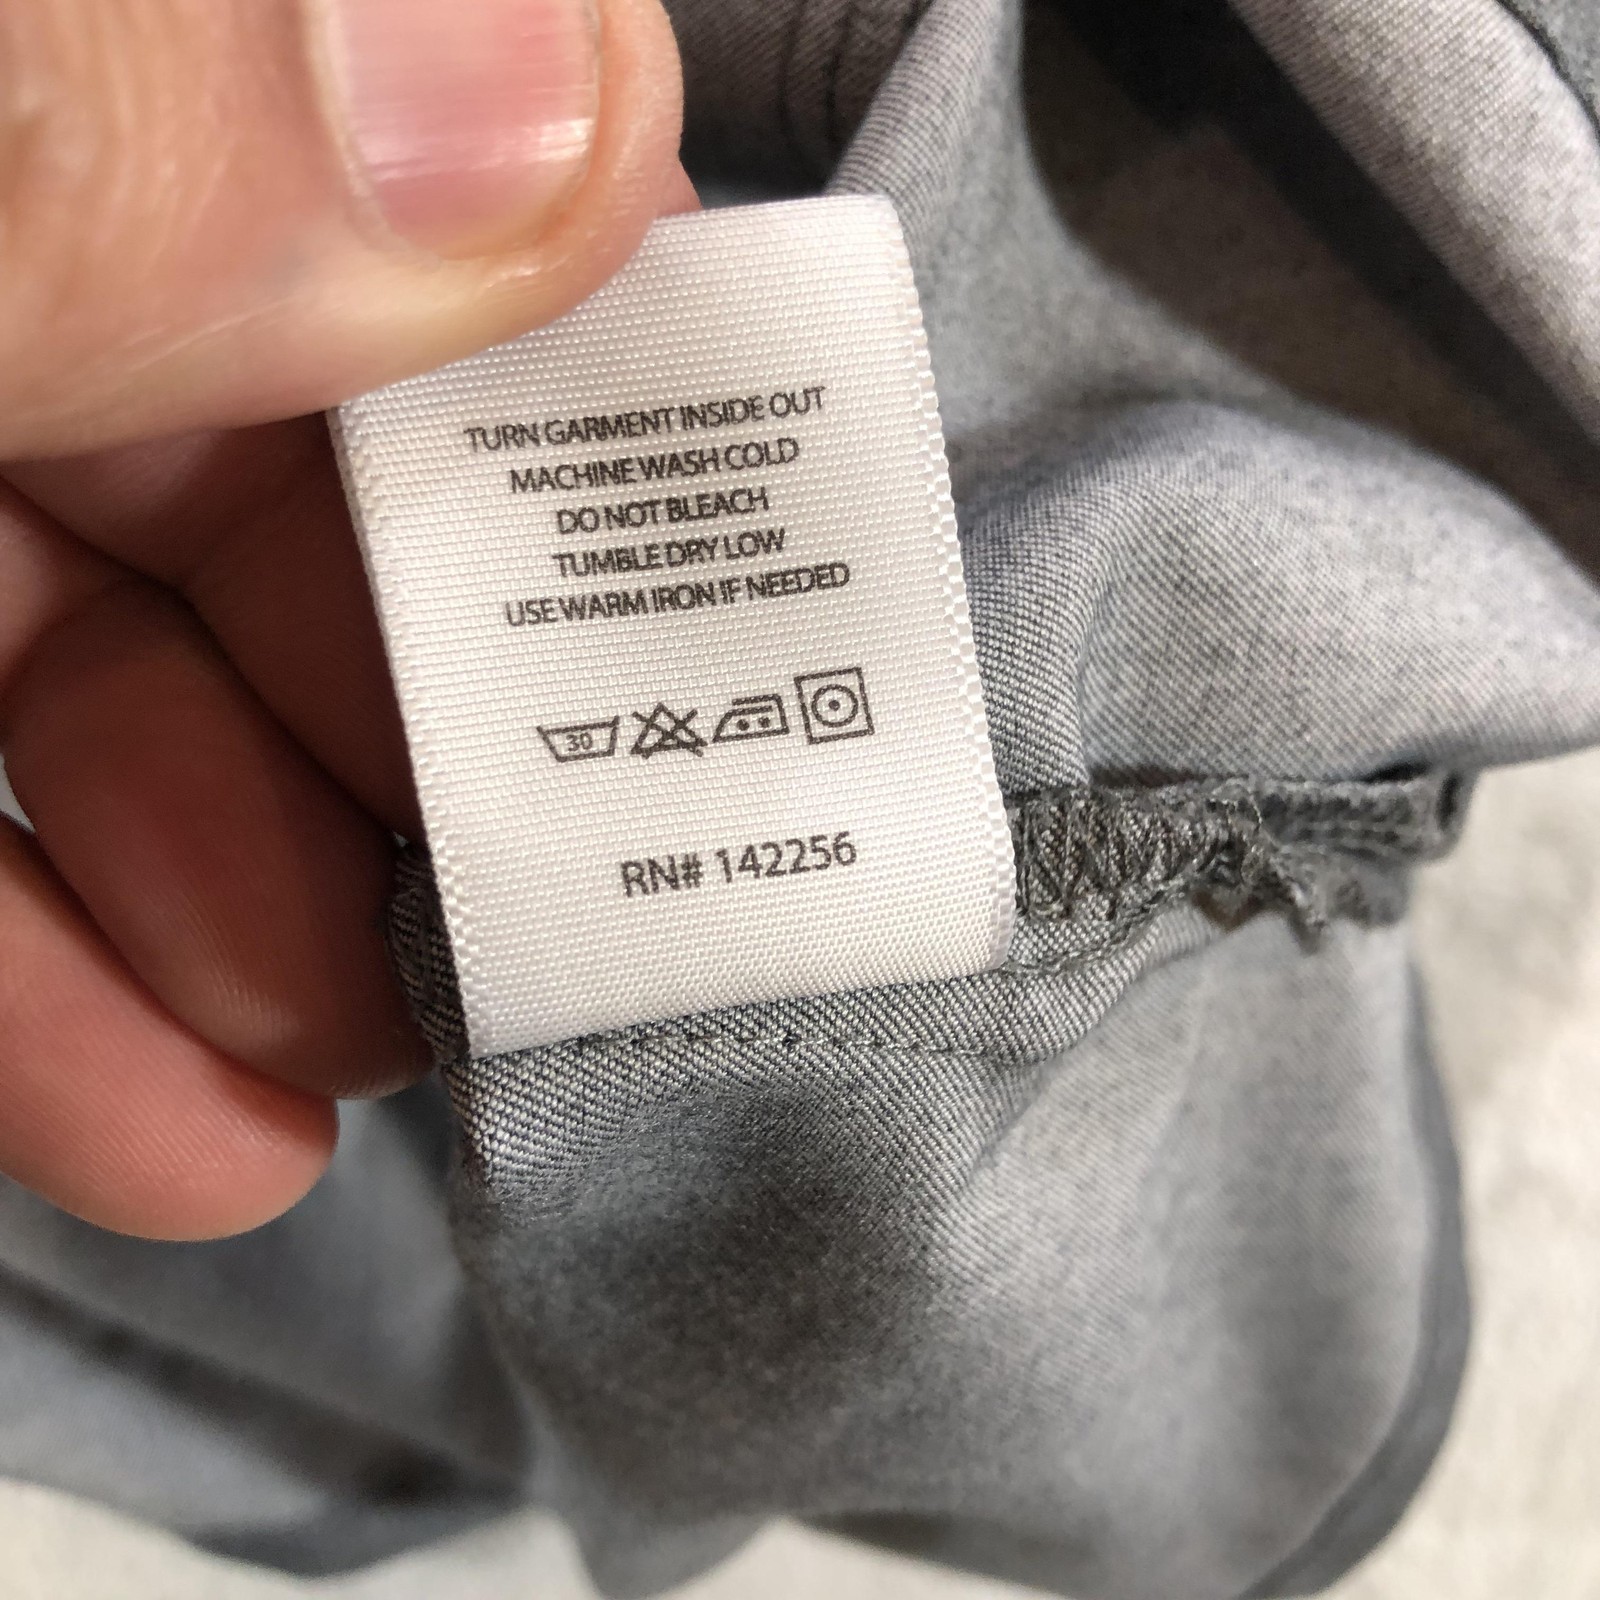 TURN GARMENT INSIDE OUT
MACHINE WASH COLD
DO NOT BLEACH
TUMBLE DRY LOW
USE WARM IRON IF NEEDED
30
RN# 142256